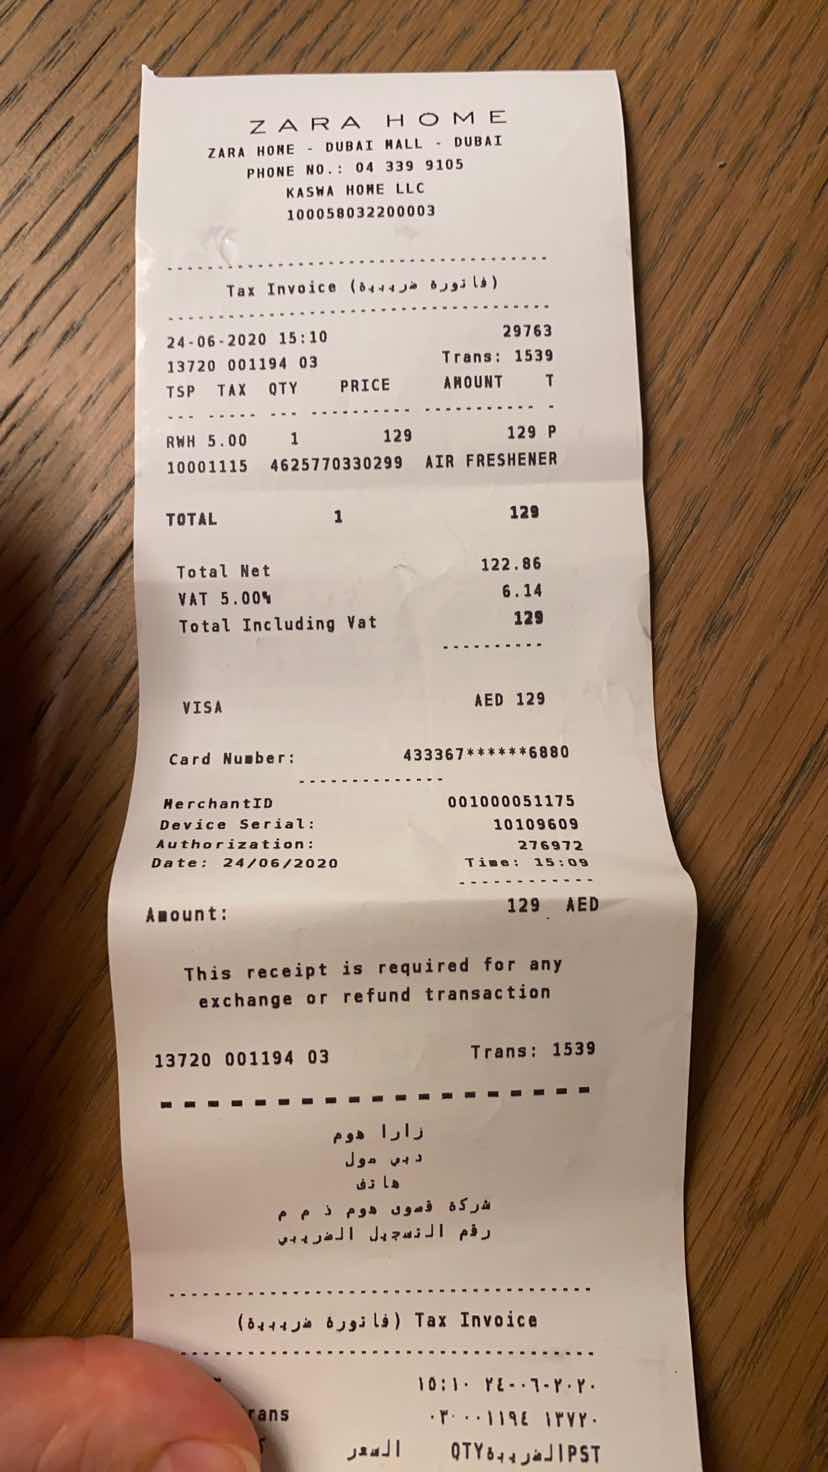 ZARA HOME
ZARA HOME - DUBAI MALL - DUBAI
PHONE NO.: 04 339 9105
KASWA HOME LLC
100058032200003
Tax Invoice (فاتورة ضريبية)
24-06-2020 15:10 29763
13720 001194 03 Trans: 1539
TSP TAX QTY PRICE AMOUNT T
RWH 5.00 1 129 129 P
10001115 4625770330299 AIR FRESHENER
TOTAL 1 129
Total Net 122.86
VAT 5.00% 6.14
Total Including Vat 129
VISA AED 129
Card Number: 433367******6880
MerchantID 001000051175
Device Serial: 10109609
Authorization: 276972
Date: 24/06/2020 Time: 15:09
Amount: 129 AED
This receipt is required for any
exchange or refund transaction
13720 001194 03 Trans: 1539
زارا هوم
دبي مول
هاتف
شركة قصوى هوم ذ م م
رقم التسجيل الضريبي
(فاتورة ضريبية) Tax Invoice
١٥:١٠ ٢٤-٠٦-٢٠٢٠
rans ٠٣ ٠٠١١٩٤ ١٣٧٢٠
السعر QTYالضريبةPST